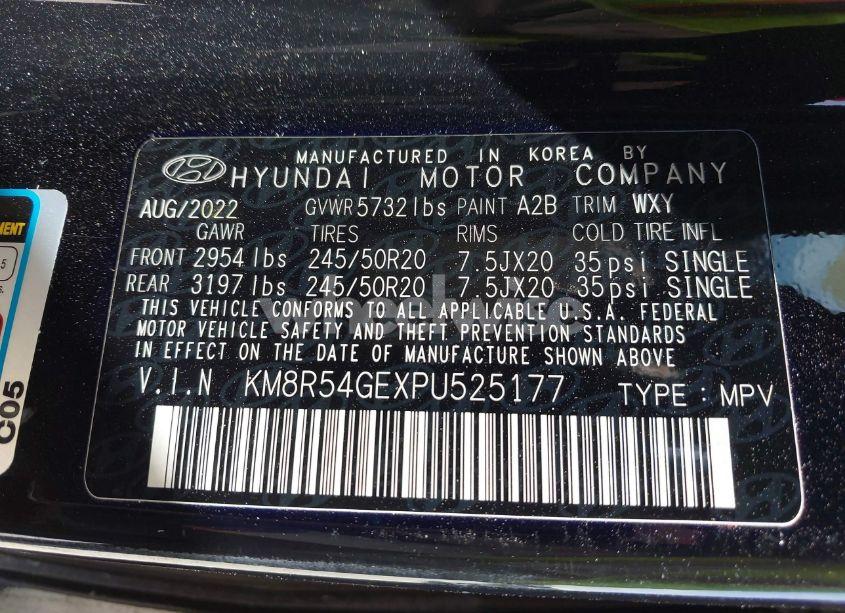 MANUFACTURED IN KOREA BY
HYUNDAI MOTOR COMPANY
AUG/2022 GVWR 5732 lbs PAINT A2B TRIM WXY
GAWR TIRES RIMS COLD TIRE INFL
FRONT 2954 lbs 245/50R20 7.5JX20 35 psi SINGLE
REAR 3197 lbs 245/50R20 7.5JX20 35 psi SINGLE
THIS VEHICLE CONFORMS TO ALL APPLICABLE U.S.A. FEDERAL
MOTOR VEHICLE SAFETY AND THEFT PREVENTION STANDARDS
IN EFFECT ON THE DATE OF MANUFACTURE SHOWN ABOVE
V.I.N KM8R54GEXPU525177 TYPE : MPV
C05